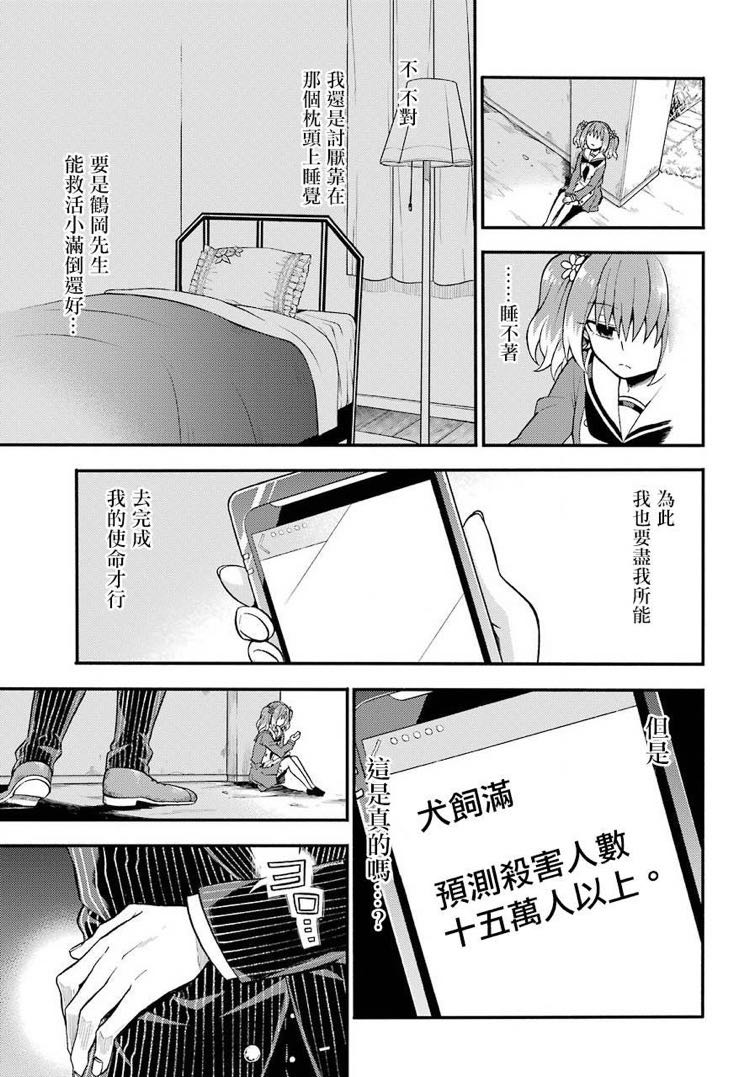 ……睡不著
不 不對
我還是討厭靠在
那個枕頭上睡覺
要是鶴岡先生
能救活小滿倒還好…
為此
我也要盡我所能
去完成
我的使命才行
但是
犬飼滿
預測殺害人數
十五萬人以上。
這是真的嗎……？
ヨロ